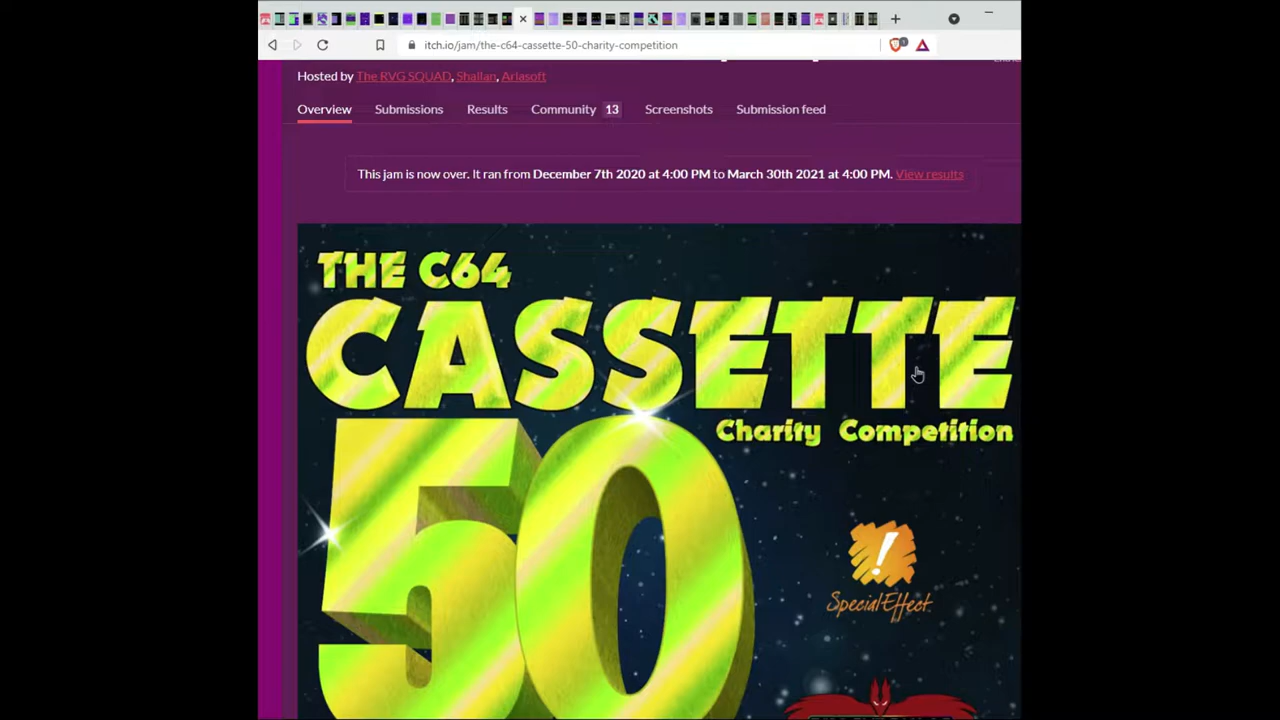 itch.io/jam/the-c64-cassette-50-charity-competition
Hosted by The RVG SQUAD, Shallan, Arlasoft
Overview Submissions Results Community 13 Screenshots Submission feed
This jam is now over. It ran from December 7th 2020 at 4:00 PM to March 30th 2021 at 4:00 PM. View results
THE C64
CASSETTE
Charity Competition
50
!
SpecialEffect